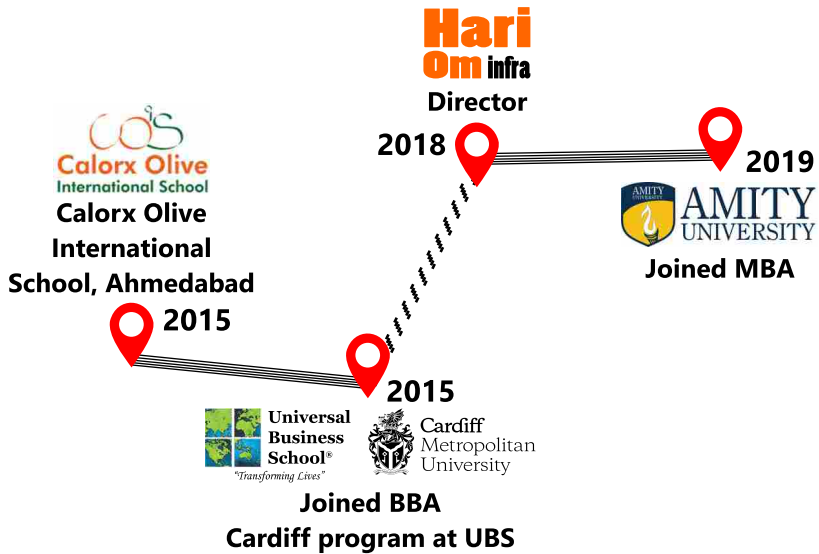 Calorx Olive
International School
Calorx Olive
International
School, Ahmedabad
2015
2015
Universal
Business
School®
"Transforming Lives"
Cardiff
Metropolitan
University
Joined BBA
Cardiff program at UBS
Hari
Om infra
Director
2018
2019
AMITY
UNIVERSITY
AMITY
UNIVERSITY
Joined MBA